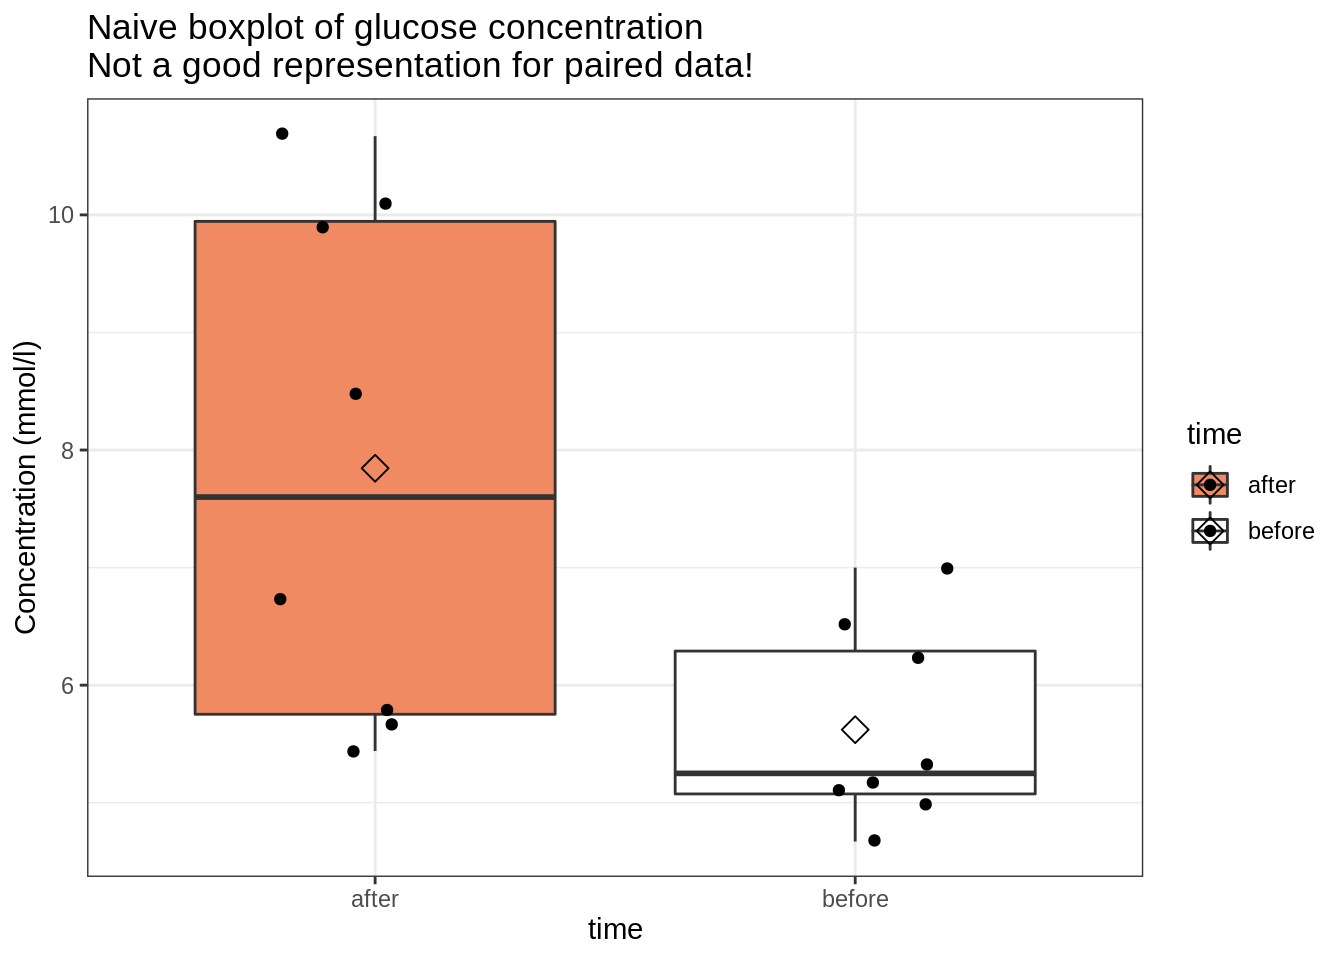 Naive boxplot of glucose concentration
Not a good representation for paired data!
Concentration (mmol/l)
10
8
6
after
before
time
time
after
before